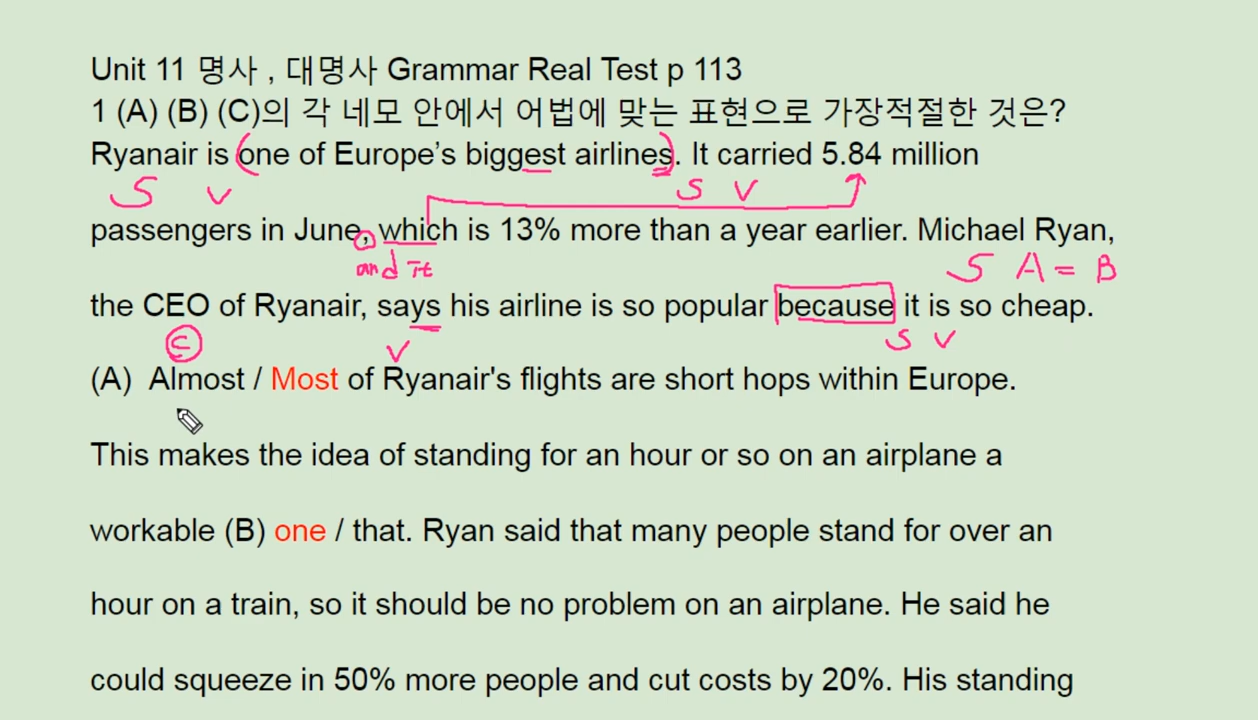 Unit 11 명사 , 대명사 Grammar Real Test p 113
1 (A) (B) (C)의 각 네모 안에서 어법에 맞는 표현으로 가장적절한 것은?
Ryanair is (one of Europe’s biggest airlines). It carried 5.84 million
S V S V
passengers in June, which is 13% more than a year earlier. Michael Ryan,
and it S A = B
the CEO of Ryanair, says his airline is so popular because it is so cheap.
C V S V
(A) Almost / Most of Ryanair's flights are short hops within Europe.
This makes the idea of standing for an hour or so on an airplane a
workable (B) one / that. Ryan said that many people stand for over an
hour on a train, so it should be no problem on an airplane. He said he
could squeeze in 50% more people and cut costs by 20%. His standing